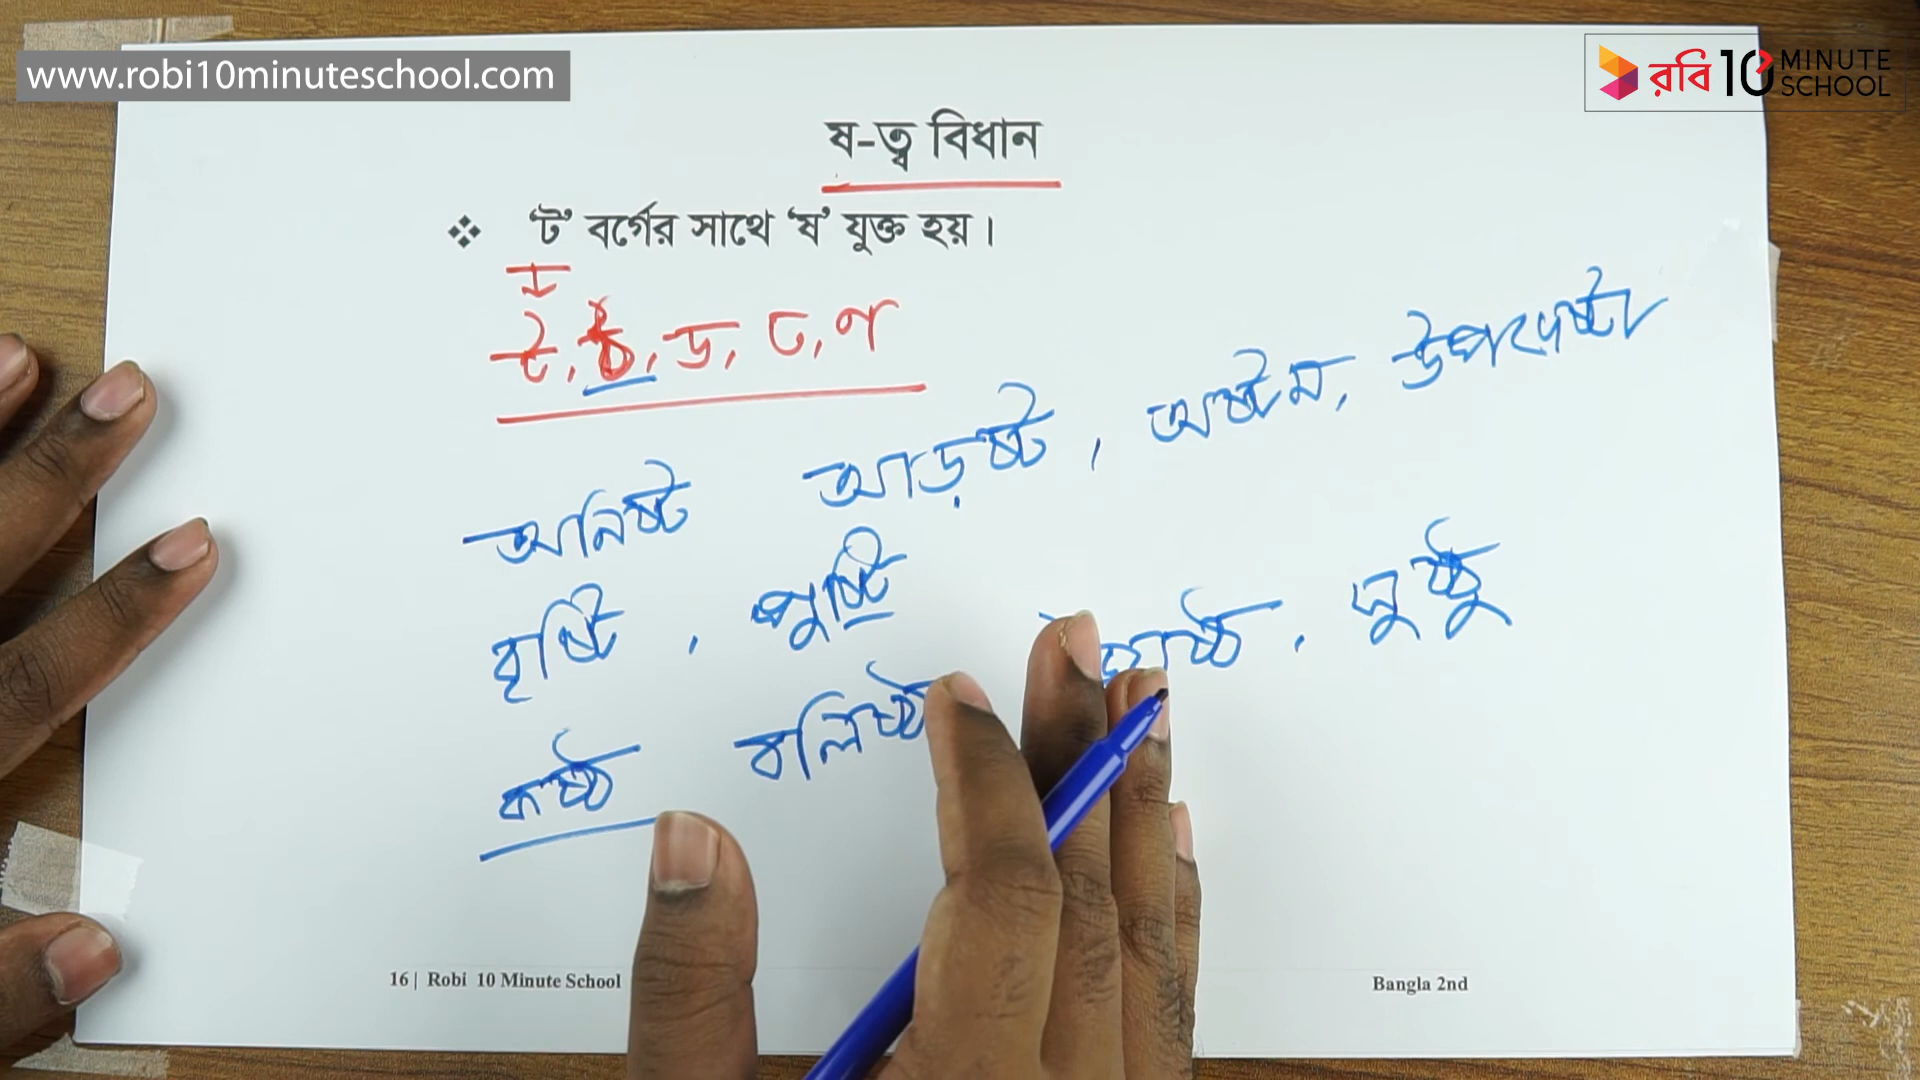 www.robi10minuteschool.com
রবি 10 MINUTE SCHOOL
ষ-ত্ব বিধান
❖ ‘ট’ বর্গের সাথে ‘ষ’ যুক্ত হয়।
ট, ঠ, ড, ঢ, ণ
অনিষ্ট আড়ষ্ট, অষ্টম, উপদেষ্টা
বৃষ্টি, পুষ্টি
কষ্ঠ বলিষ্ঠ সুষ্ঠু
16 | Robi 10 Minute School Bangla 2nd